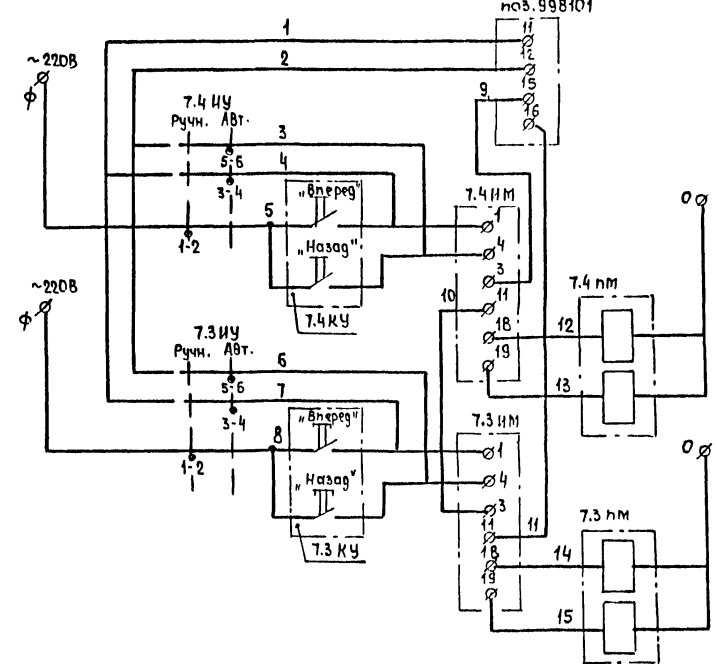 поз.998101
1
11
2
12
~220В
15
9
ф
16
7.4 ИУ
Ручн. Авт.
3
5-6
4
3-4
„Вперед"
7.4 ИМ
5
1
0
1-2
„Назад"
4
3
7.4 ПМ
~220В
10
11
ф
7.4 КУ
18
12
7.3 ИУ
19
Ручн. Авт.
6
13
5-6
7
3-4
„Вперед"
7.3 ИМ
8
1
0
1-2
„Назад"
4
3
11
11
7.3 ПМ
7.3 КУ
18
14
19
15